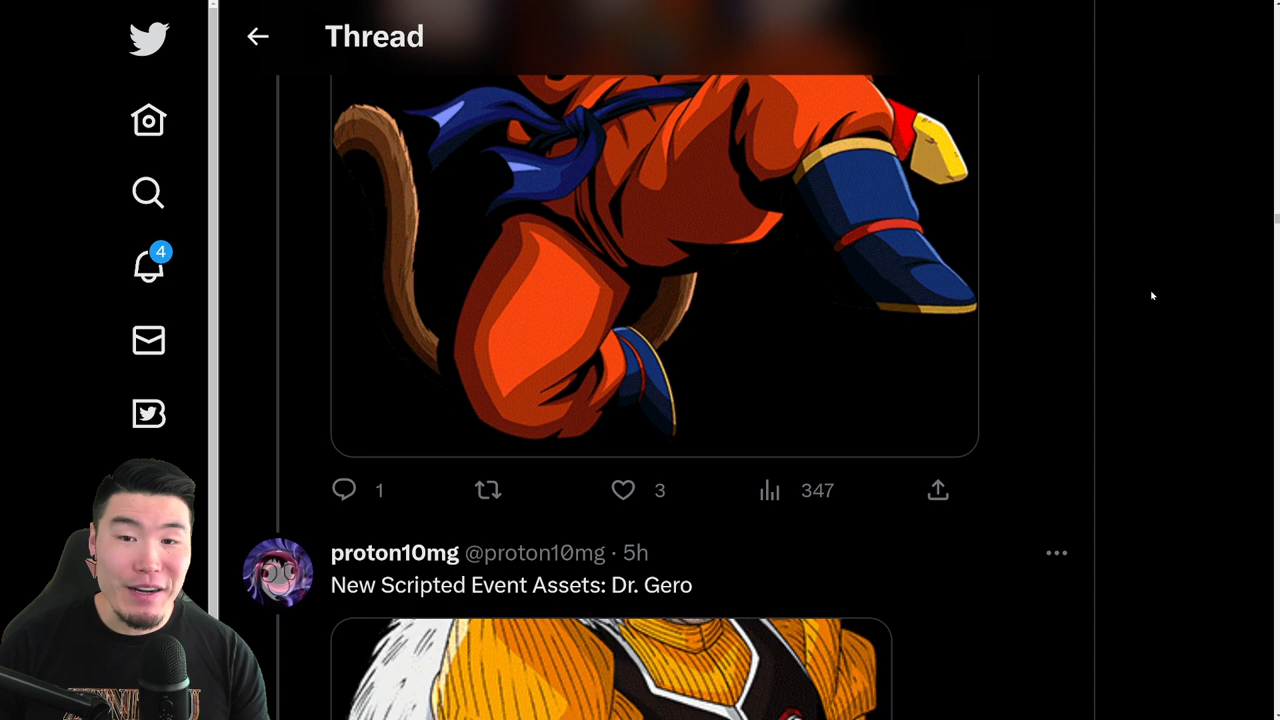 Thread
4
1
3
347
proton10mg @proton10mg · 5h
New Scripted Event Assets: Dr. Gero